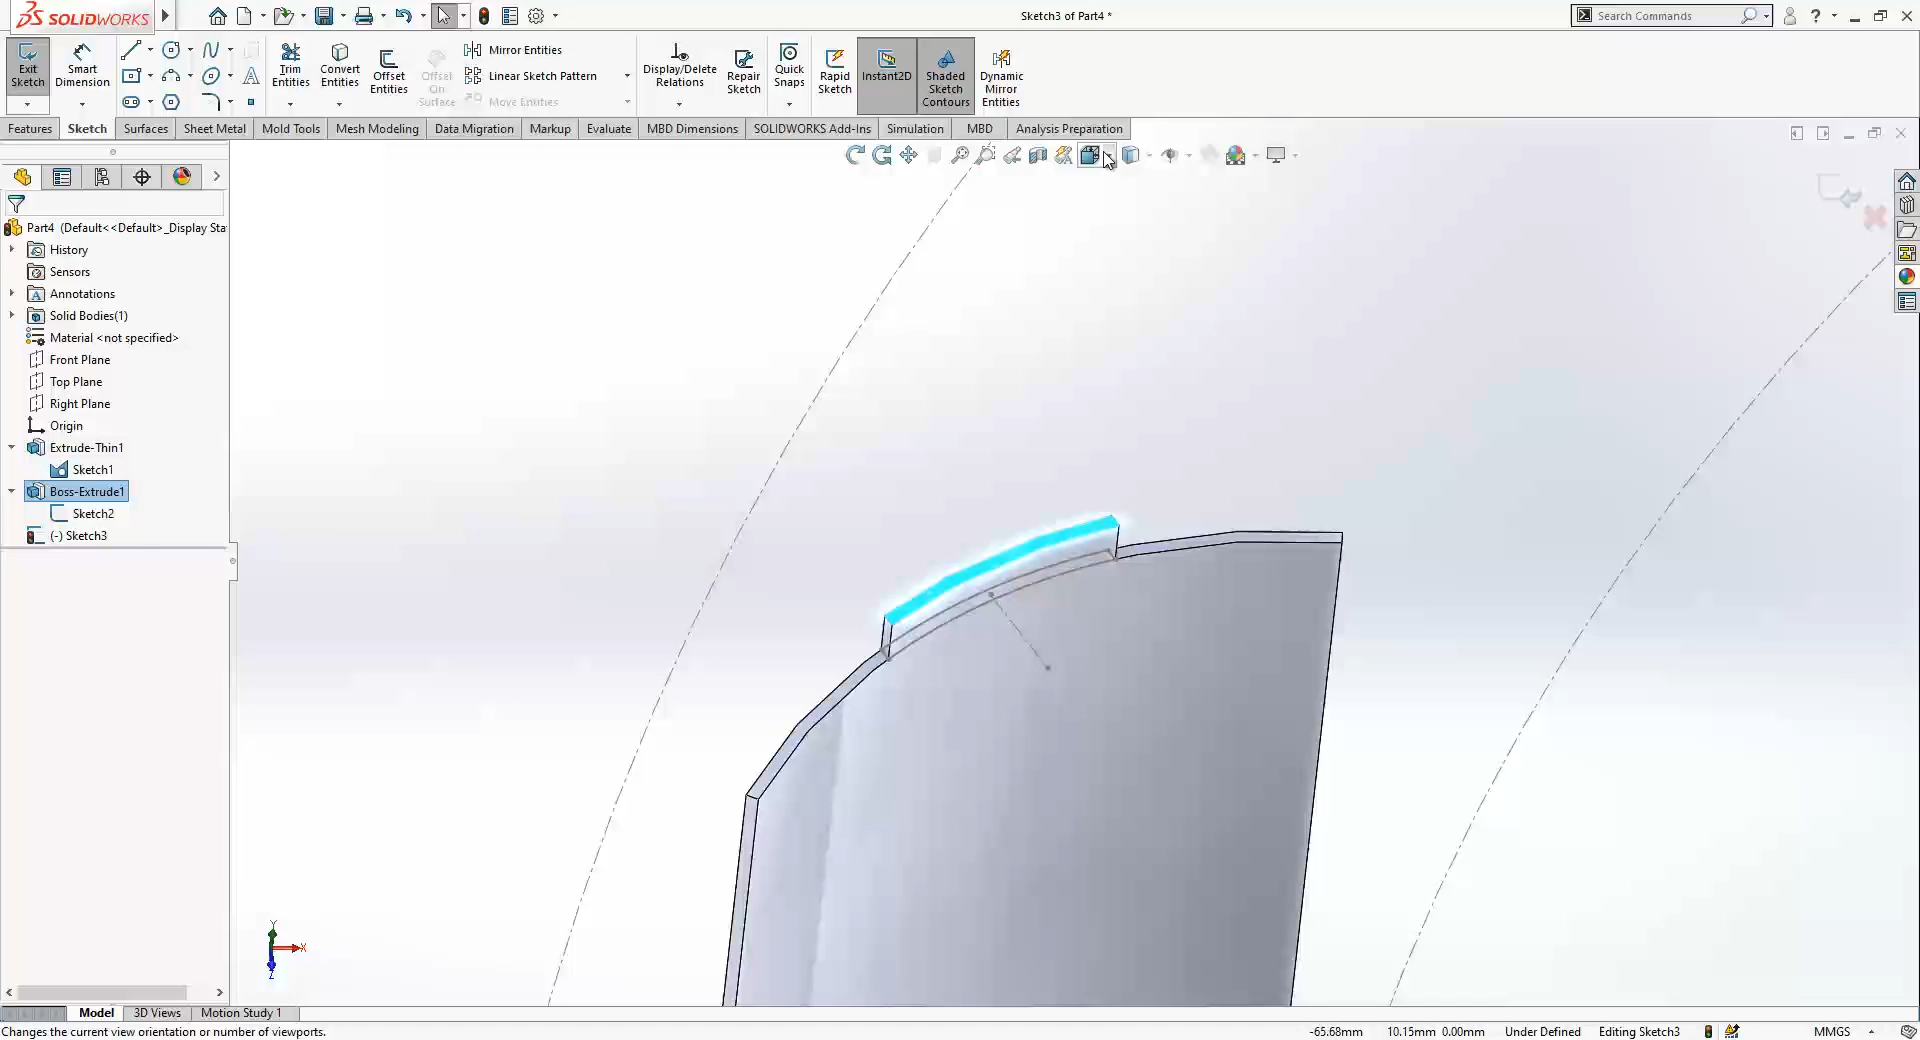 SOLIDWORKS
Sketch3 of Part4 *
Search Commands
Exit Sketch
Smart Dimension
Trim Entities
Convert Entities
Offset Entities
Offset On Surface
Mirror Entities
Linear Sketch Pattern
Move Entities
Display/Delete Relations
Repair Sketch
Quick Snaps
Rapid Sketch
Instant2D
Shaded Sketch Contours
Dynamic Mirror Entities
Features
Sketch
Surfaces
Sheet Metal
Mold Tools
Mesh Modeling
Data Migration
Markup
Evaluate
MBD Dimensions
SOLIDWORKS Add-Ins
Simulation
MBD
Analysis Preparation
Part4 (Default<<Default>_Display Sta
History
Sensors
Annotations
Solid Bodies(1)
Material <not specified>
Front Plane
Top Plane
Right Plane
Origin
Extrude-Thin1
Sketch1
Boss-Extrude1
Sketch2
(-) Sketch3
Y
X
Z
Model
3D Views
Motion Study 1
Changes the current view orientation or number of viewports.
-65.68mm
10.15mm 0.00mm
Under Defined
Editing Sketch3
MMGS